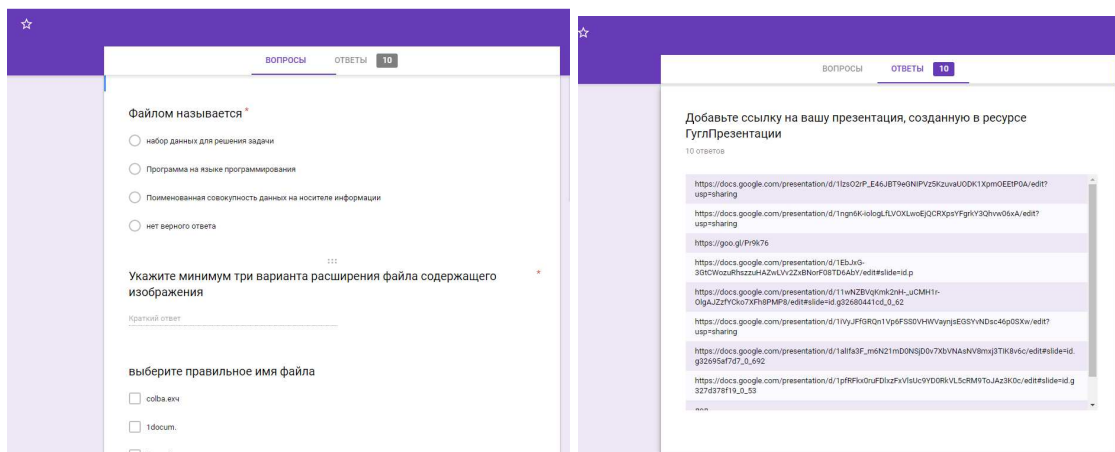 ВОПРОСЫ ОТВЕТЫ 10
Файлом называется *
набор данных для решения задачи
Программа на языке программирования
Поименованная совокупность данных на носителе информации
нет верного ответа
Укажите минимум три варианта расширения файла содержащего *
изображения
Краткий ответ
выберите правильное имя файла
colba.exч
1docum.
ВОПРОСЫ ОТВЕТЫ 10
Добавьте ссылку на вашу презентация, созданную в ресурсе
ГуглПрезентации
10 ответов
https://docs.google.com/presentation/d/1lzsO2rP_E46JBT9eGNIPVz5KzuvaUODK1XpmOEEtP0A/edit?
usp=sharing
https://docs.google.com/presentation/d/1ngn6K-iologLfLVOXLwoEjQCRXpsYFgrkY3Qhvw06xA/edit?
usp=sharing
https://goo.gl/Pr9k76
https://docs.google.com/presentation/d/1EbJxG-
3GtCWozuRhszzuHAZwLVv2ZxBNorF08TD6AbY/edit#slide=id.p
https://docs.google.com/presentation/d/11wNZBVqKmk2nH-_uCMH1r-
OlgAJZzfYCko7XFh8PMP8/edit#slide=id.g32680441cd_0_62
https://docs.google.com/presentation/d/1IVyJFfGRQn1Vp6FSS0VHWVaynjsEGSYvNDsc46p0SXw/edit?
usp=sharing
https://docs.google.com/presentation/d/1alIfa3F_m6N21mD0NSjD0v7XbVNAsNV8mxj3TIK8v6c/edit#slide=id.
g32695af7d7_0_692
https://docs.google.com/presentation/d/1pfRFkx0ruFDlxzFxVlsUc9YD0RkVL5cRM9ToJAz3K0c/edit#slide=id.g
327d378f19_0_53